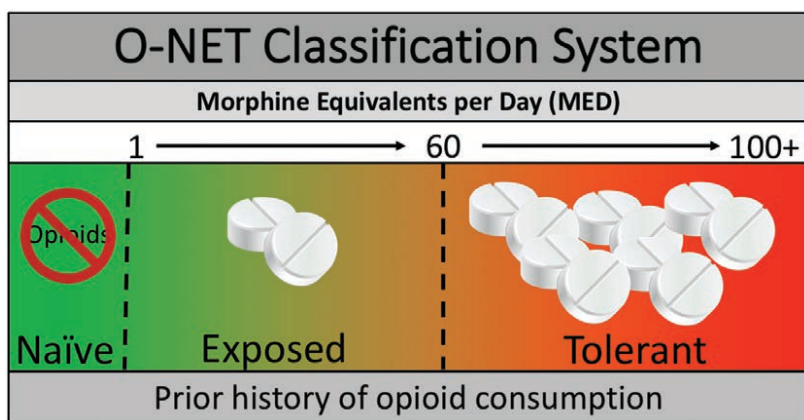 O-NET Classification System
Morphine Equivalents per Day (MED)
1 60 100+
Opioids
Naïve Exposed Tolerant
Prior history of opioid consumption